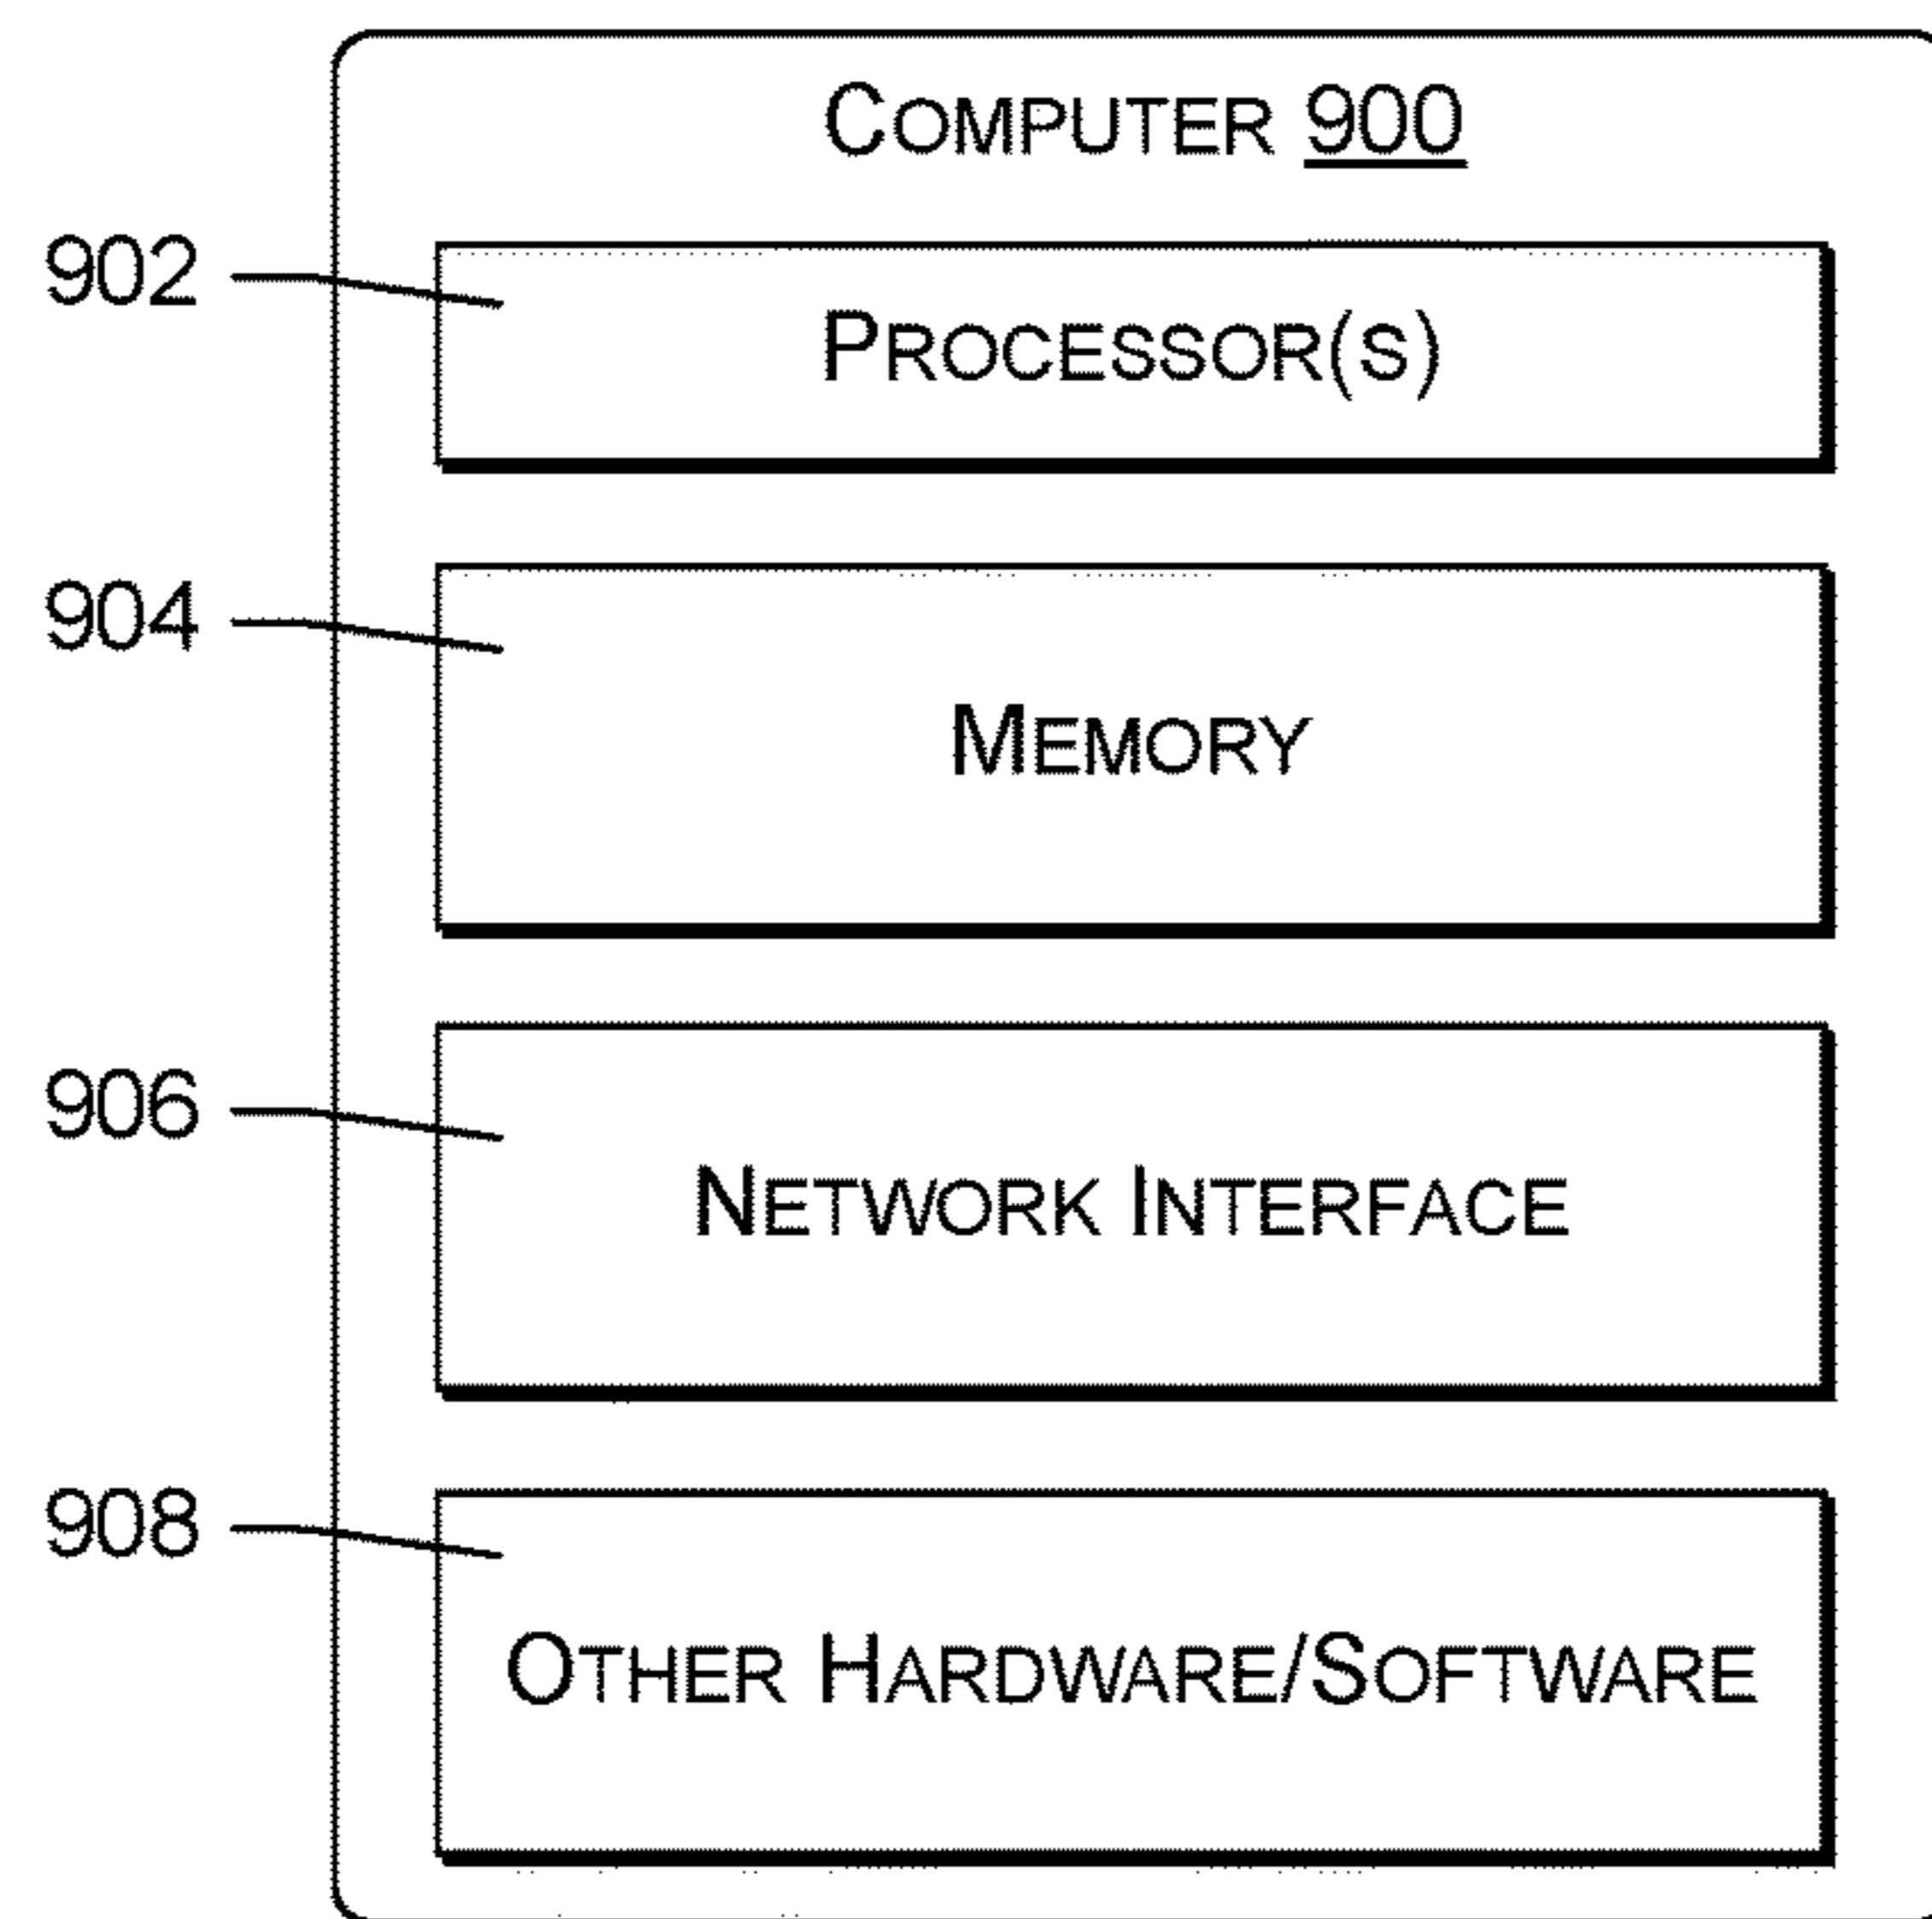 COMPUTER 900
902
PROCESSOR(S)
904
MEMORY
906
NETWORK INTERFACE
908
OTHER HARDWARE/SOFTWARE